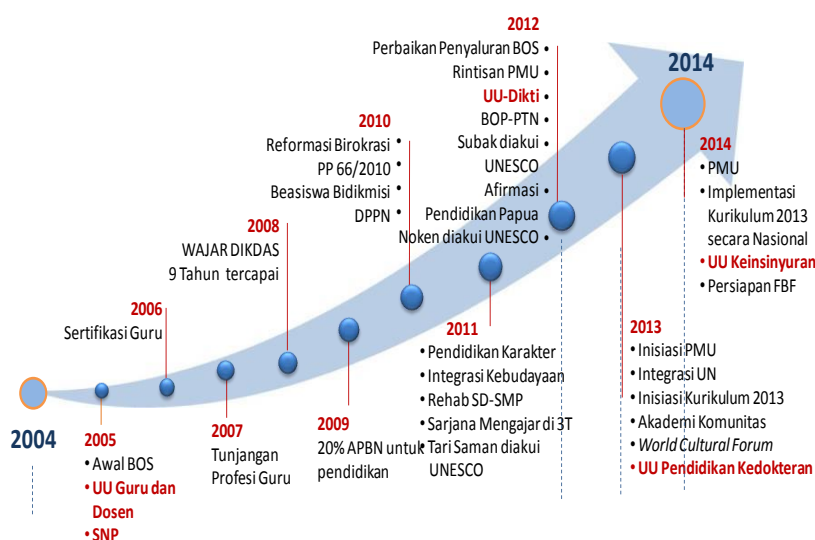 2004
2005
• Awal BOS
• UU Guru dan
Dosen
• SNP
2006
Sertifikasi Guru
2007
Tunjangan
Profesi Guru
2008
WAJAR DIKDAS
9 Tahun tercapai
2009
20% APBN untuk
pendidikan
2010
Reformasi Birokrasi •
PP 66/2010 •
Beasiswa Bidikmisi •
DPPN •
2011
• Pendidikan Karakter
• Integrasi Kebudayaan
• Rehab SD-SMP
• Sarjana Mengajar di 3T
• Tari Saman diakui
UNESCO
2012
Perbaikan Penyaluran BOS •
Rintisan PMU •
UU-Dikti •
BOP-PTN •
Subak diakui •
UNESCO
Afirmasi •
Pendidikan Papua
Noken diakui UNESCO •
2013
• Inisiasi PMU
• Integrasi UN
• Inisiasi Kurikulum 2013
• Akademi Komunitas
• World Cultural Forum
• UU Pendidikan Kedokteran
2014
2014
• PMU
• Implementasi
Kurikulum 2013
secara Nasional
• UU Keinsinyuran
• Persiapan FBF